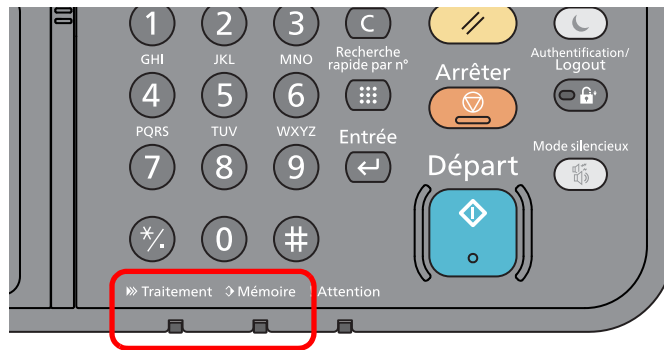 1 2 3 C
GHI JKL MNO Recherche rapide par n° Arrêter Authentification/ Logout
4 5 6
PQRS TUV WXYZ Entrée Départ Mode silencieux
7 8 9
*/. 0 #
Traitement Mémoire Attention